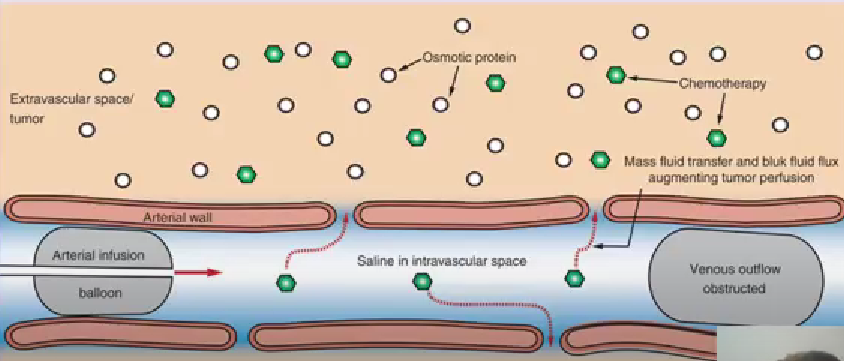 Osmotic protein
Chemotherapy
Extravascular space/
tumor
Mass fluid transfer and bluk fluid flux
augmenting tumor perfusion
Arterial wall
Arterial infusion
balloon
Saline in intravascular space
Venous outflow
obstructed